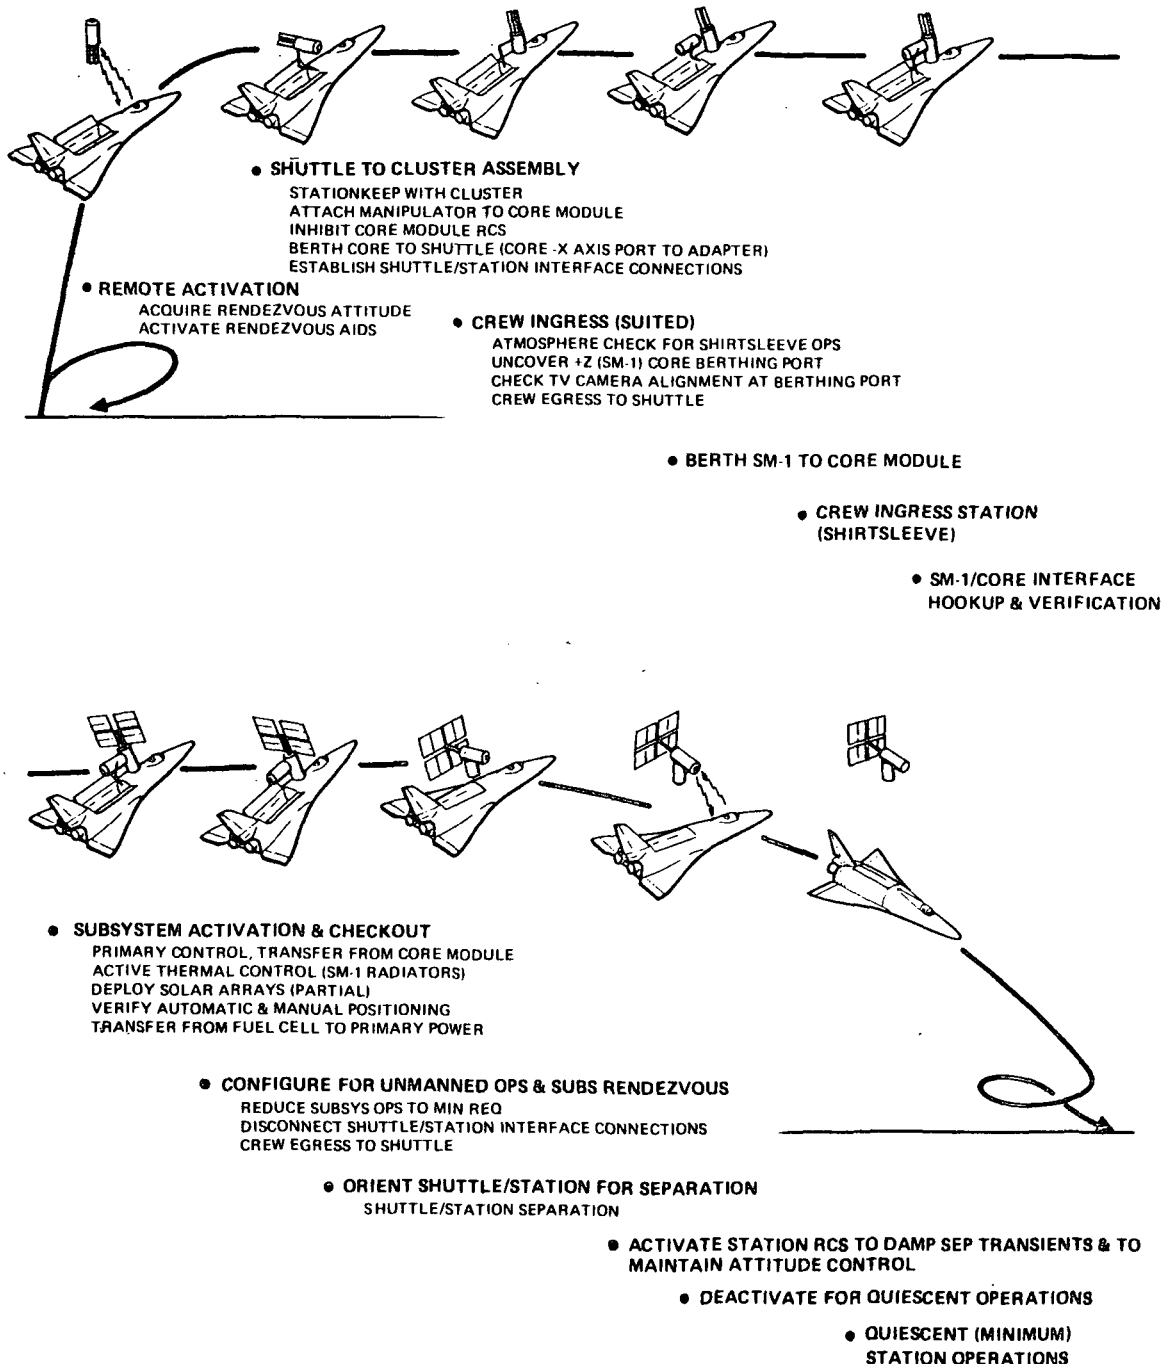 • SHUTTLE TO CLUSTER ASSEMBLY
STATIONKEEP WITH CLUSTER
ATTACH MANIPULATOR TO CORE MODULE
INHIBIT CORE MODULE RCS
BERTH CORE TO SHUTTLE (CORE -X AXIS PORT TO ADAPTER)
ESTABLISH SHUTTLE/STATION INTERFACE CONNECTIONS
• REMOTE ACTIVATION
ACQUIRE RENDEZVOUS ATTITUDE
ACTIVATE RENDEZVOUS AIDS
• CREW INGRESS (SUITED)
ATMOSPHERE CHECK FOR SHIRTSLEEVE OPS
UNCOVER +Z (SM-1) CORE BERTHING PORT
CHECK TV CAMERA ALIGNMENT AT BERTHING PORT
CREW EGRESS TO SHUTTLE
• BERTH SM-1 TO CORE MODULE
• CREW INGRESS STATION
(SHIRTSLEEVE)
• SM-1/CORE INTERFACE
HOOKUP & VERIFICATION
• SUBSYSTEM ACTIVATION & CHECKOUT
PRIMARY CONTROL, TRANSFER FROM CORE MODULE
ACTIVE THERMAL CONTROL (SM-1 RADIATORS)
DEPLOY SOLAR ARRAYS (PARTIAL)
VERIFY AUTOMATIC & MANUAL POSITIONING
TRANSFER FROM FUEL CELL TO PRIMARY POWER
• CONFIGURE FOR UNMANNED OPS & SUBS RENDEZVOUS
REDUCE SUBSYS OPS TO MIN REQ
DISCONNECT SHUTTLE/STATION INTERFACE CONNECTIONS
CREW EGRESS TO SHUTTLE
• ORIENT SHUTTLE/STATION FOR SEPARATION
SHUTTLE/STATION SEPARATION
• ACTIVATE STATION RCS TO DAMP SEP TRANSIENTS & TO
MAINTAIN ATTITUDE CONTROL
• DEACTIVATE FOR QUIESCENT OPERATIONS
• QUIESCENT (MINIMUM)
STATION OPERATIONS